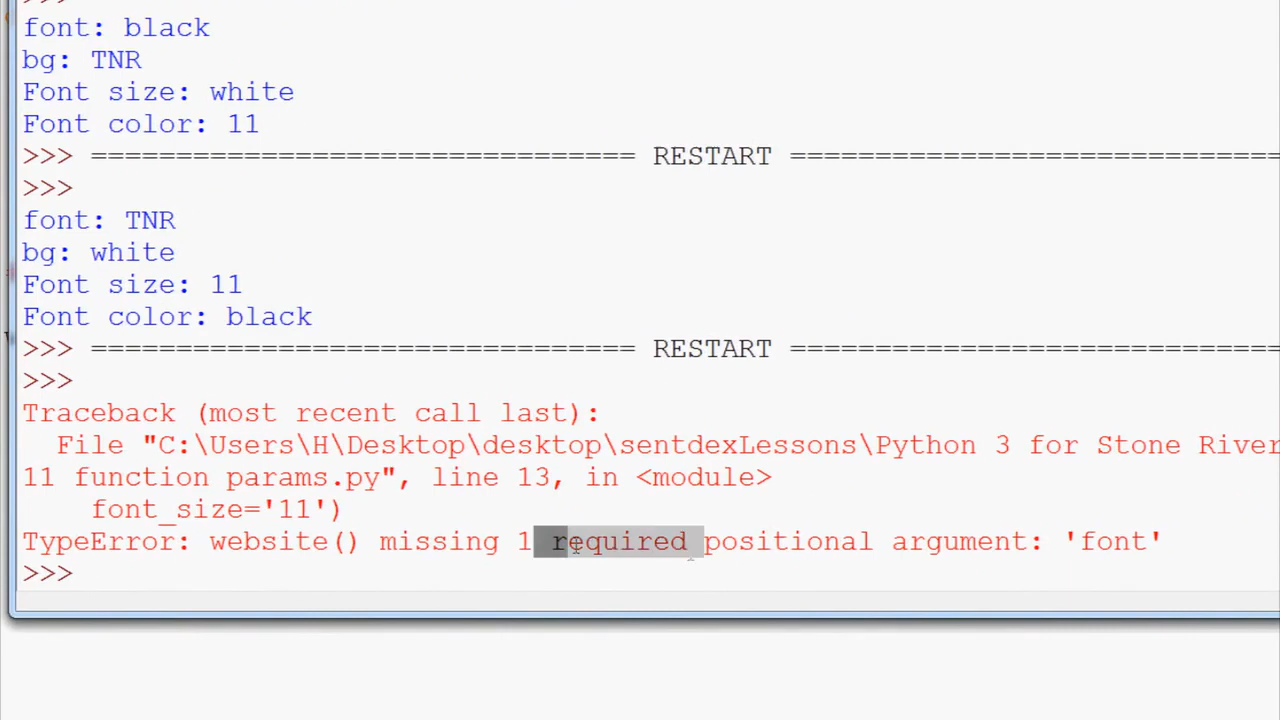 >>>
font: black
bg: TNR
Font size: white
Font color: 11
>>> ================================ RESTART =============================
>>>
font: TNR
bg: white
Font size: 11
Font color: black
>>> ================================ RESTART =============================
>>>
Traceback (most recent call last):
  File "C:\Users\H\Desktop\desktop\sentdexLessons\Python 3 for Stone River
11 function params.py", line 13, in <module>
    font_size='11')
TypeError: website() missing 1 required positional argument: 'font'
>>>